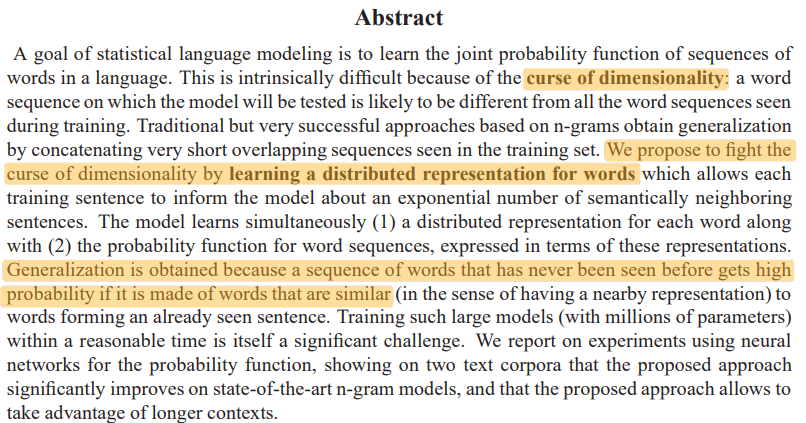 Abstract
A goal of statistical language modeling is to learn the joint probability function of sequences of
words in a language. This is intrinsically difficult because of the curse of dimensionality: a word
sequence on which the model will be tested is likely to be different from all the word sequences seen
during training. Traditional but very successful approaches based on n-grams obtain generalization
by concatenating very short overlapping sequences seen in the training set. We propose to fight the
curse of dimensionality by learning a distributed representation for words which allows each
training sentence to inform the model about an exponential number of semantically neighboring
sentences. The model learns simultaneously (1) a distributed representation for each word along
with (2) the probability function for word sequences, expressed in terms of these representations.
Generalization is obtained because a sequence of words that has never been seen before gets high
probability if it is made of words that are similar (in the sense of having a nearby representation) to
words forming an already seen sentence. Training such large models (with millions of parameters)
within a reasonable time is itself a significant challenge. We report on experiments using neural
networks for the probability function, showing on two text corpora that the proposed approach
significantly improves on state-of-the-art n-gram models, and that the proposed approach allows to
take advantage of longer contexts.